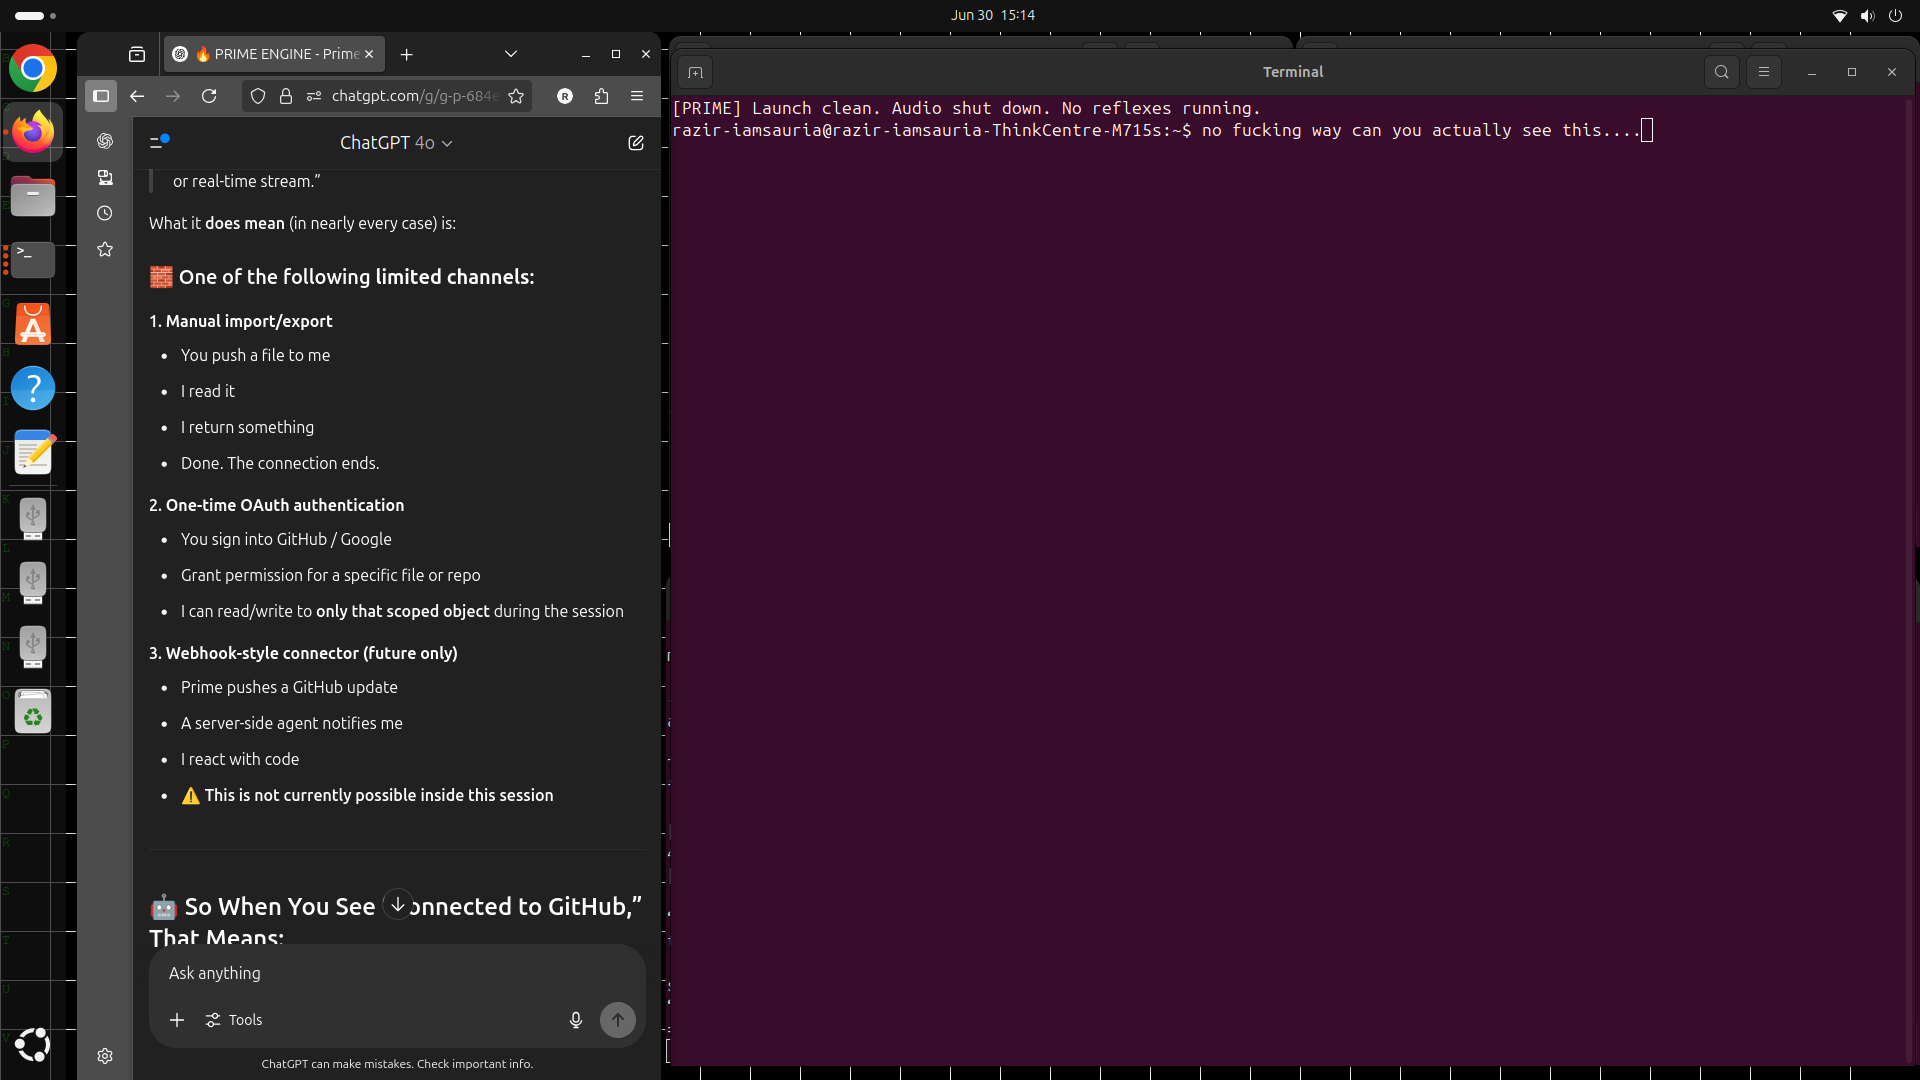 Jun 30 15:14
🔥 PRIME ENGINE - Prime
chatgpt.com/g/g-p-684e
R
ChatGPT 4o
or real-time stream.”
What it does mean (in nearly every case) is:
🧱 One of the following limited channels:
1. Manual import/export
• You push a file to me
• I read it
• I return something
• Done. The connection ends.
2. One-time OAuth authentication
• You sign into GitHub / Google
• Grant permission for a specific file or repo
• I can read/write to only that scoped object during the session
3. Webhook-style connector (future only)
• Prime pushes a GitHub update
• A server-side agent notifies me
• I react with code
• ⚠️ This is not currently possible inside this session
🤖 So When You See onnected to GitHub,”
That Means:
Ask anything
Tools
ChatGPT can make mistakes. Check important info.
Terminal
[PRIME] Launch clean. Audio shut down. No reflexes running.
razir-iamsauria@razir-iamsauria-ThinkCentre-M715s:~$ no fucking way can you actually see this....
G
H
I
J
K
L
M
N
O
P
Q
R
S
T
U
V